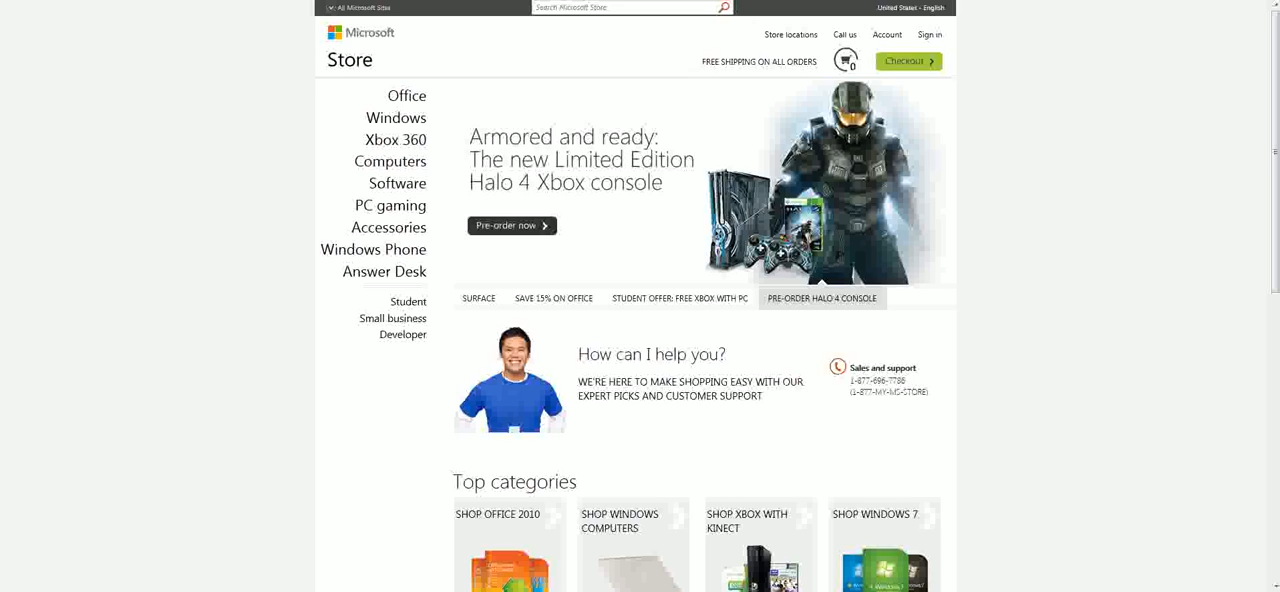 All Microsoft Sites
Search Microsoft Store
United States - English
Microsoft
Store locations
Call us
Account
Sign in
Store
FREE SHIPPING ON ALL ORDERS
0
Checkout
Office
Windows
Xbox 360
Computers
Software
PC gaming
Accessories
Windows Phone
Answer Desk
Student
Small business
Developer
Armored and ready:
The new Limited Edition
Halo 4 Xbox console
Pre-order now
SURFACE
SAVE 15% ON OFFICE
STUDENT OFFER: FREE XBOX WITH PC
PRE-ORDER HALO 4 CONSOLE
How can I help you?
WE'RE HERE TO MAKE SHOPPING EASY WITH OUR
EXPERT PICKS AND CUSTOMER SUPPORT
Sales and support
1-877-696-7786
(1-877-MY-MS-STORE)
Top categories
SHOP OFFICE 2010
SHOP WINDOWS
COMPUTERS
SHOP XBOX WITH
KINECT
SHOP WINDOWS 7